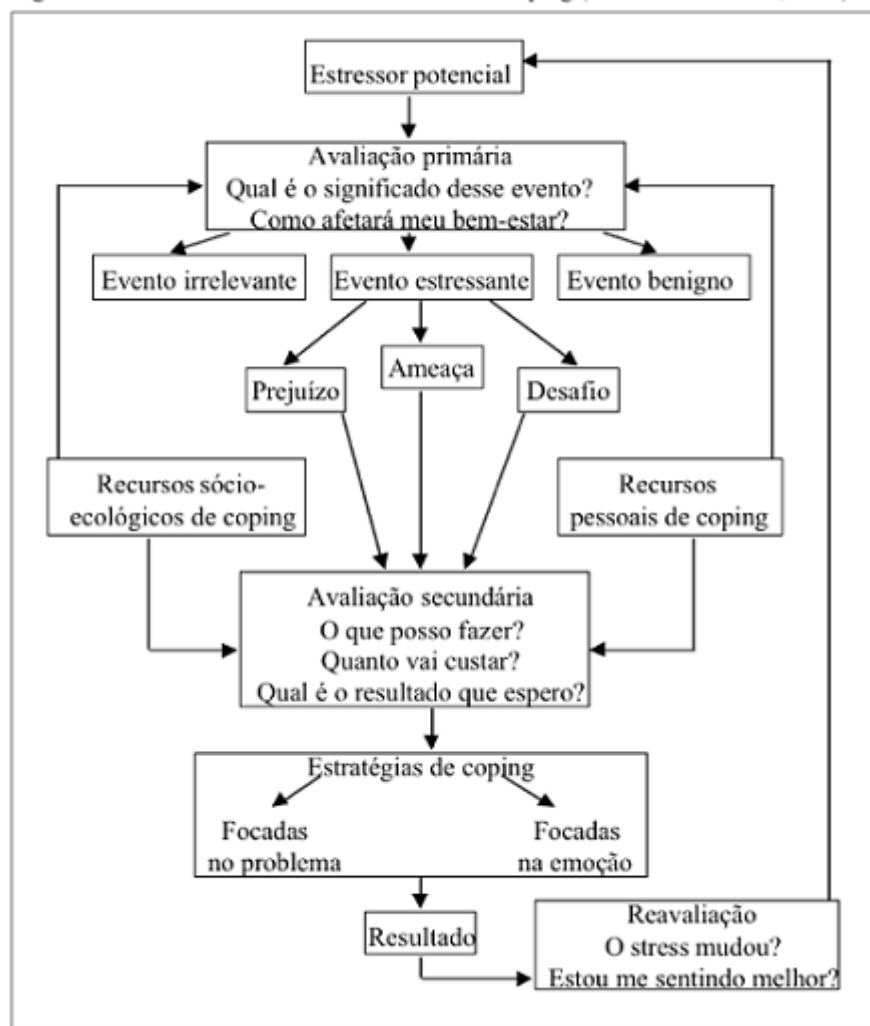 Estressor potencial
Avaliação primária
Qual é o significado desse evento?
Como afetará meu bem-estar?
Evento irrelevante
Evento estressante
Evento benigno
Prejuízo
Ameaça
Desafio
Recursos sócio-
ecológicos de coping
Recursos
pessoais de coping
Avaliação secundária
O que posso fazer?
Quanto vai custar?
Qual é o resultado que espero?
Estratégias de coping
Focadas
no problema
Focadas
na emoção
Resultado
Reavaliação
O stress mudou?
Estou me sentindo melhor?